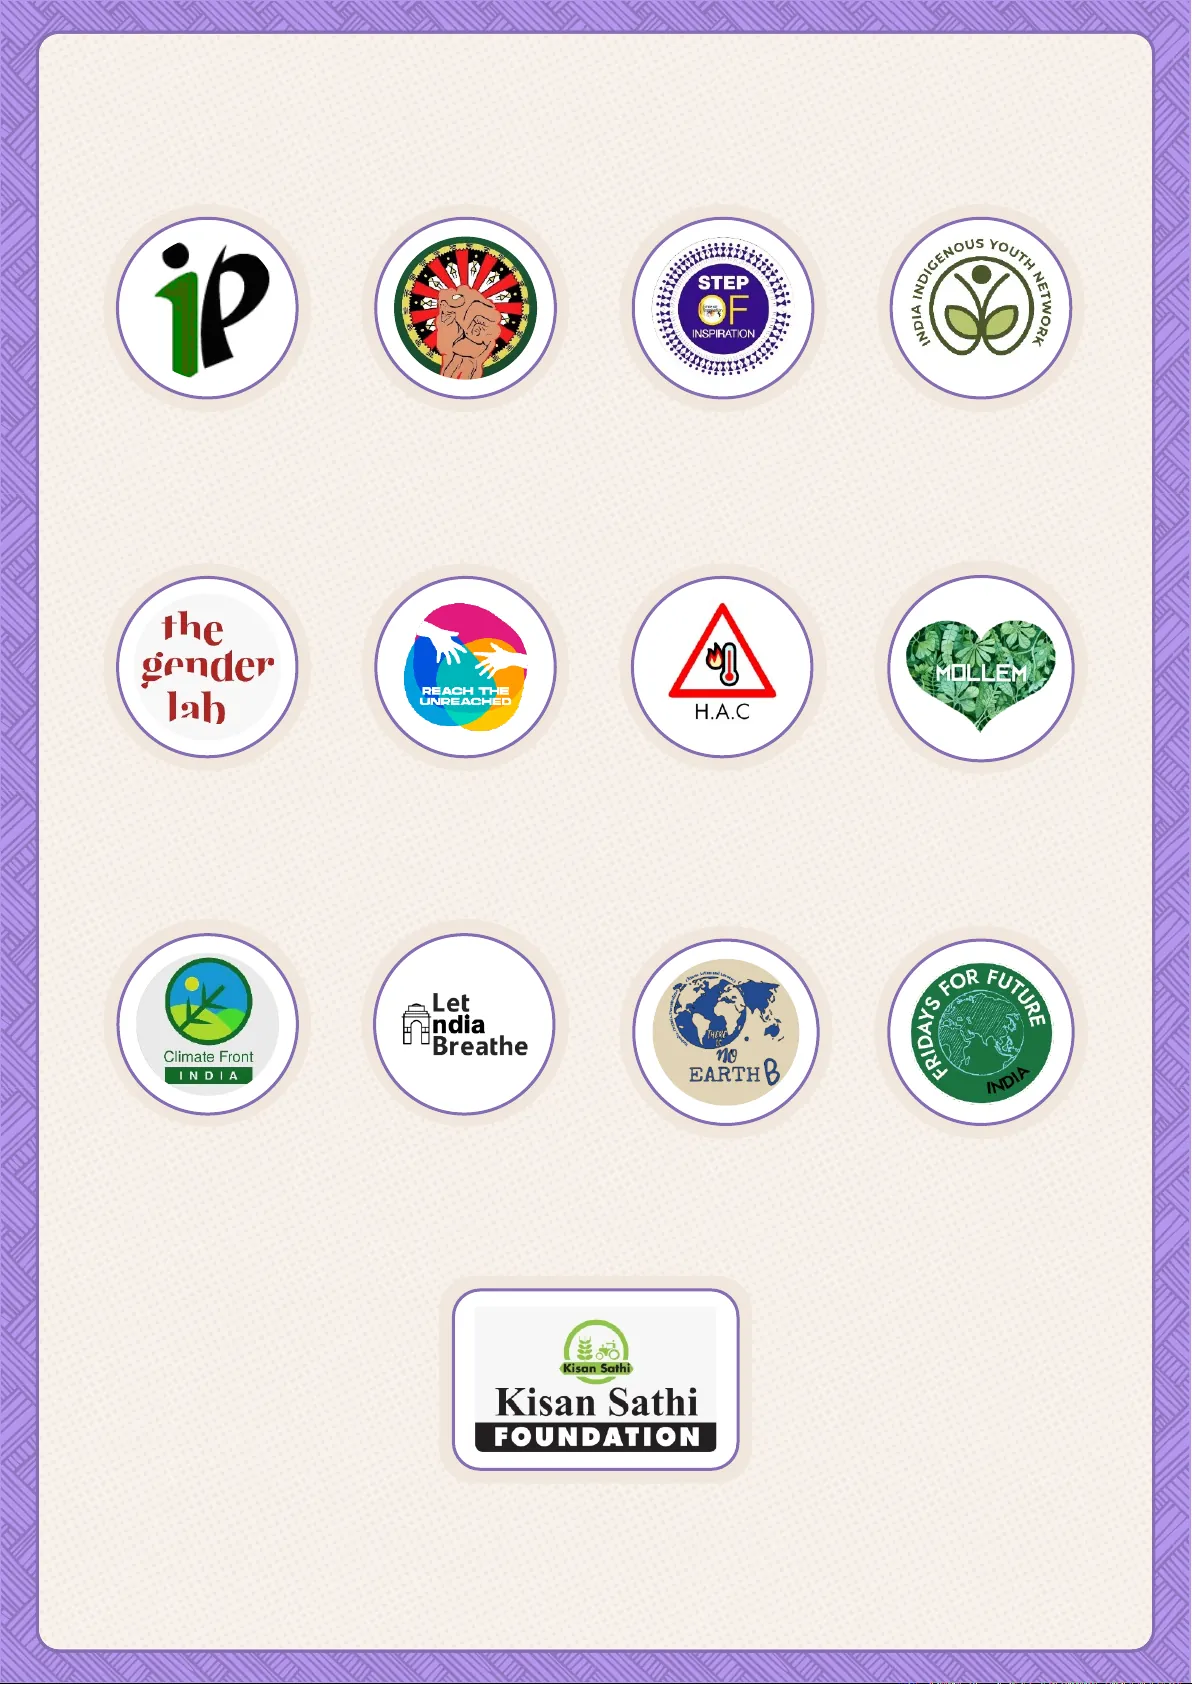 ip
STEP
OF
INSPIRATION
INDIA INDIGENOUS YOUTH NETWORK
the
gender
lab
REACH THE
UNREACHED
H.A.C
MOLLEM
Climate Front
INDIA
Let
India
Breathe
THERE
IS
NO
EARTH B
FRIDAYS FOR FUTURE
INDIA
Kisan Sathi
Kisan Sathi
FOUNDATION